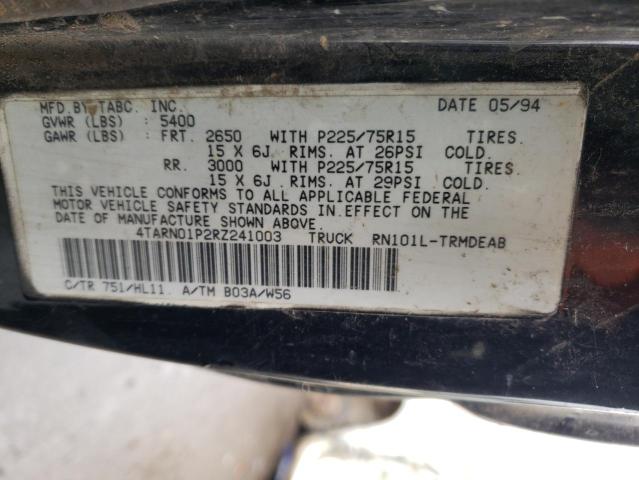 MFD.BY TABC. INC. DATE 05/94
GVWR (LBS) : 5400
GAWR (LBS) : FRT. 2650 WITH P225/75R15 TIRES.
15 X 6J. RIMS. AT 26PSI COLD.
RR. 3000 WITH P225/75R15 TIRES
15 X 6J. RIMS. AT 29PSI COLD.
THIS VEHICLE CONFORMS TO ALL APPLICABLE FEDERAL
MOTOR VEHICLE SAFETY STANDARDS IN EFFECT ON THE
DATE OF MANUFACTURE SHOWN ABOVE.
4TARN01P2RZ241003 TRUCK RN101L-TRMDEAB
C/TR 751/HL11. A/TM B03A/W56